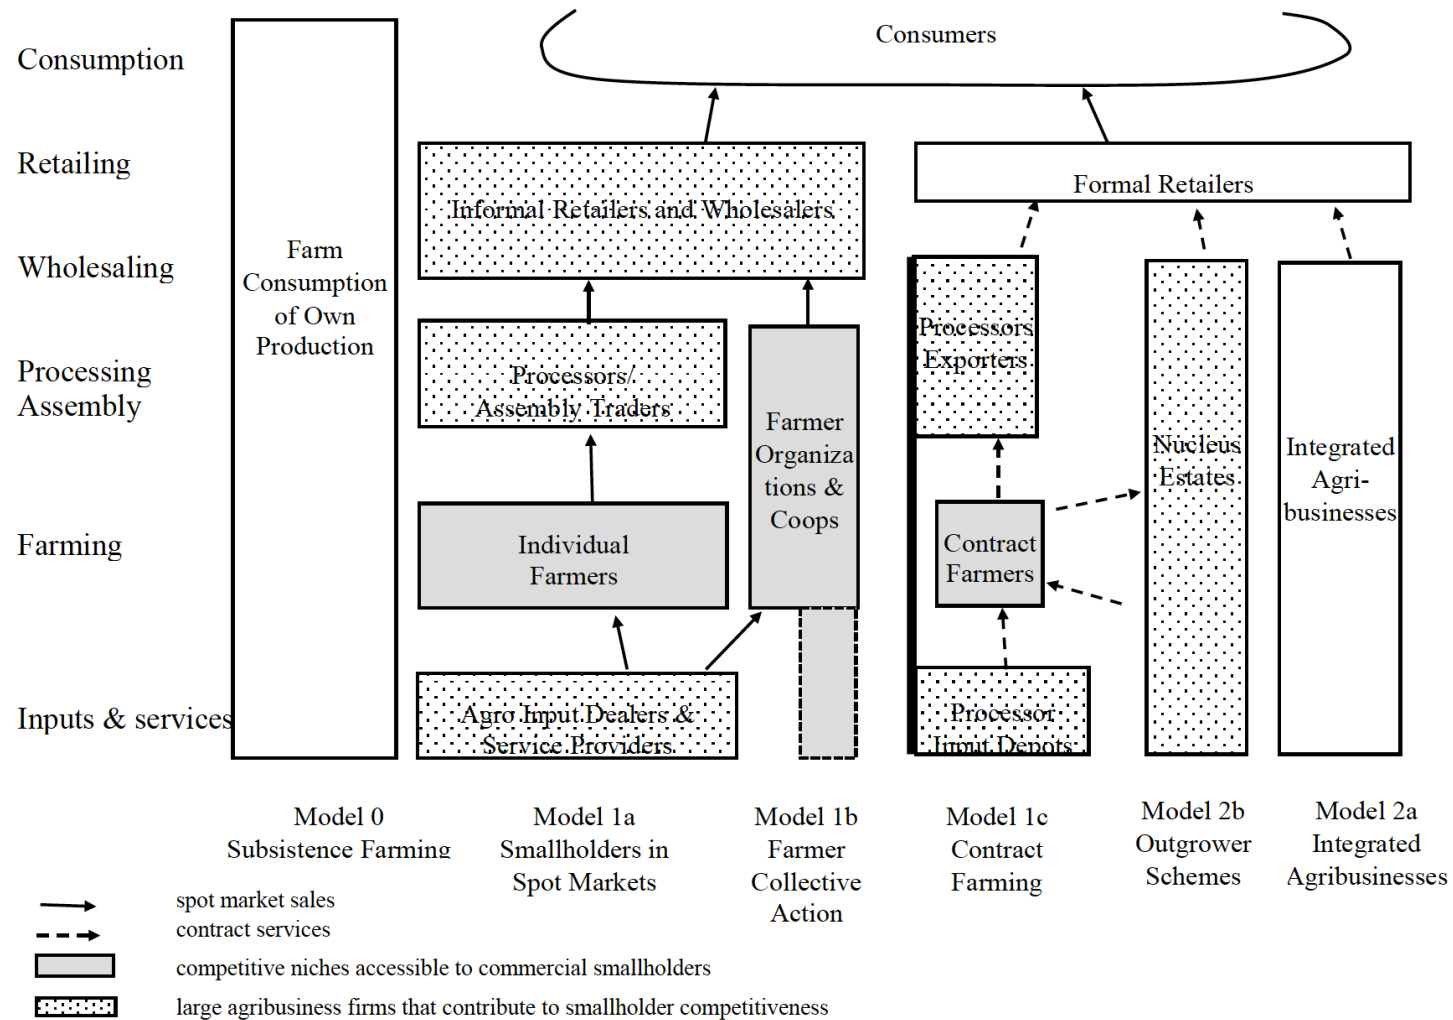 Consumers
Consumption
Retailing
Formal Retailers
Informal Retailers and Wholesalers
Wholesaling
Farm
Consumption
of Own
Production
Processors
Exporters
Processing
Assembly
Processors/
Assembly Traders
Farmer
Organiza
tions &
Coops
Nucleus
Estates
Integrated
Agri-
businesses
Farming
Individual
Farmers
Contract
Farmers
Inputs & services
Agro Input Dealers &
Service Providers
Processor
Input Depots
Model 0
Subsistence Farming
Model 1a
Smallholders in
Spot Markets
Model 1b
Farmer
Collective
Action
Model 1c
Contract
Farming
Model 2b
Outgrower
Schemes
Model 2a
Integrated
Agribusinesses
spot market sales
contract services
competitive niches accessible to commercial smallholders
large agribusiness firms that contribute to smallholder competitiveness